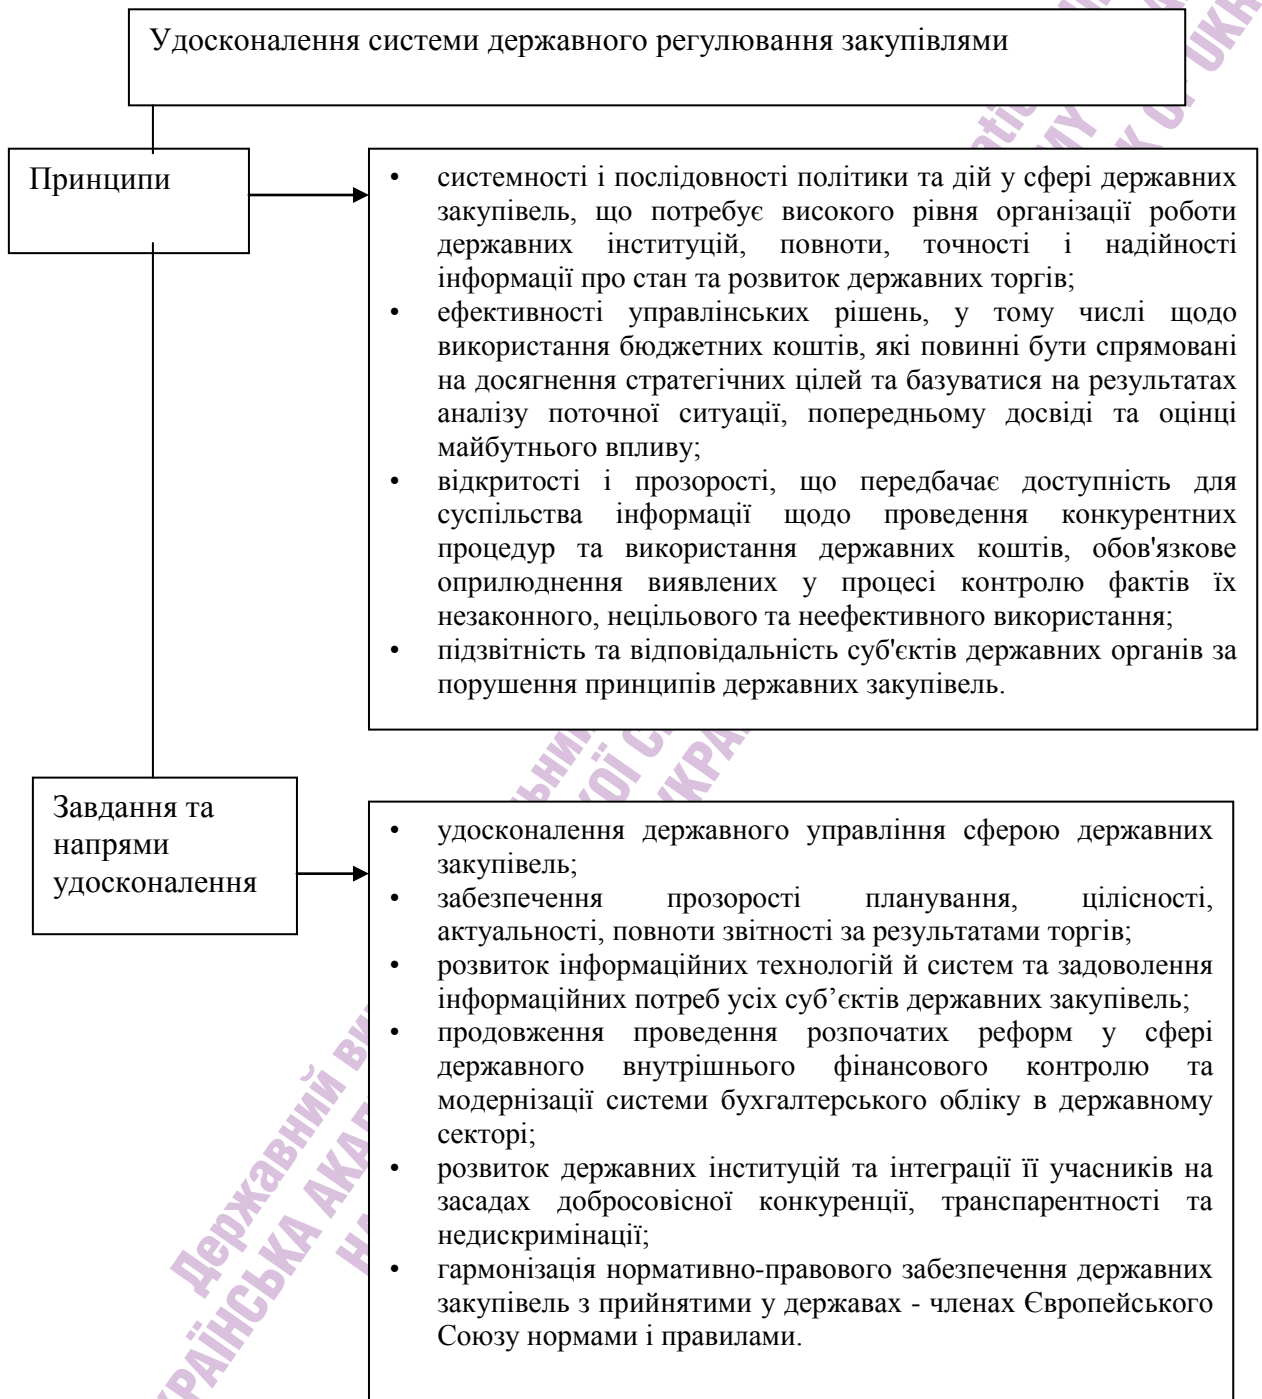 Удосконалення системи державного регулювання закупівлями
Принципи
• системності і послідовності політики та дій у сфері державних
закупівель, що потребує високого рівня організації роботи
державних інституцій, повноти, точності і надійності
інформації про стан та розвиток державних торгів;
• ефективності управлінських рішень, у тому числі щодо
використання бюджетних коштів, які повинні бути спрямовані
на досягнення стратегічних цілей та базуватися на результатах
аналізу поточної ситуації, попередньому досвіді та оцінці
майбутнього впливу;
• відкритості і прозорості, що передбачає доступність для
суспільства інформації щодо проведення конкурентних
процедур та використання державних коштів, обов'язкове
оприлюднення виявлених у процесі контролю фактів їх
незаконного, нецільового та неефективного використання;
• підзвітність та відповідальність суб'єктів державних органів за
порушення принципів державних закупівель.
Завдання та
напрями
удосконалення
• удосконалення державного управління сферою державних
закупівель;
• забезпечення прозорості планування, цілісності,
актуальності, повноти звітності за результатами торгів;
• розвиток інформаційних технологій й систем та задоволення
інформаційних потреб усіх суб’єктів державних закупівель;
• продовження проведення розпочатих реформ у сфері
державного внутрішнього фінансового контролю та
модернізації системи бухгалтерського обліку в державному
секторі;
• розвиток державних інституцій та інтеграції її учасників на
засадах добросовісної конкуренції, транспарентності та
недискримінації;
• гармонізація нормативно-правового забезпечення державних
закупівель з прийнятими у державах - членах Європейського
Союзу нормами і правилами.
Державний